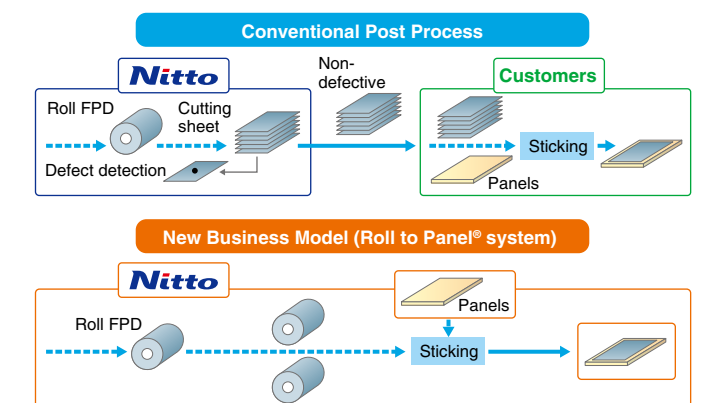 Conventional Post Process
Nitto
Customers
Non-
defective
Roll FPD
Cutting
sheet
Defect detection
Sticking
Panels
New Business Model (Roll to Panel® system)
Nitto
Roll FPD
Panels
Sticking